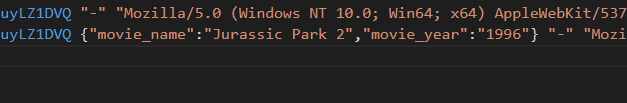 uyLZ1DVQ "-" "Mozilla/5.0 (Windows NT 10.0; Win64; x64) AppleWebKit/537
uyLZ1DVQ {"movie_name":"Jurassic Park 2","movie_year":"1996"} "-" "Mozi